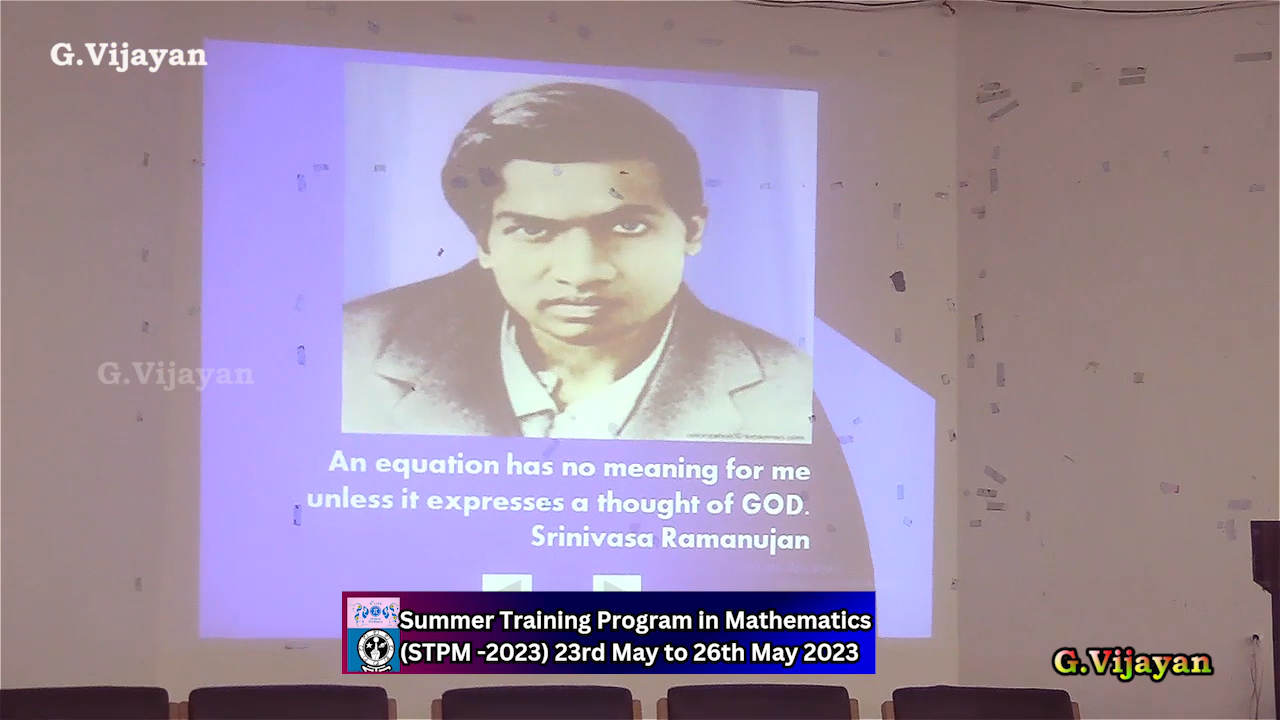 G.Vijayan
G.Vijayan
An equation has no meaning for me
unless it expresses a thought of GOD.
Srinivasa Ramanujan
Summer Training Program in Mathematics
(STPM -2023) 23rd May to 26th May 2023
G.Vijayan